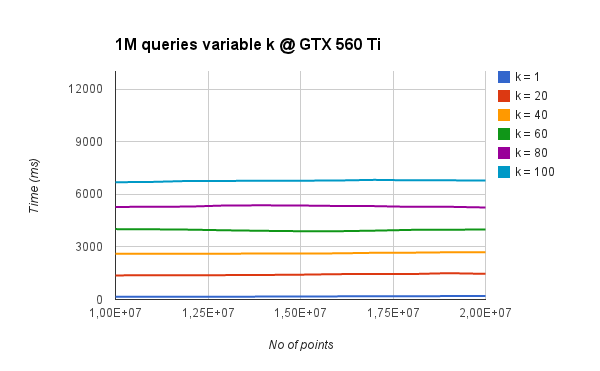 1M queries variable k @ GTX 560 Ti
12000
9000
6000
3000
0
Time (ms)
1,00E+07 1,25E+07 1,50E+07 1,75E+07 2,00E+07
No of points
k = 1
k = 20
k = 40
k = 60
k = 80
k = 100